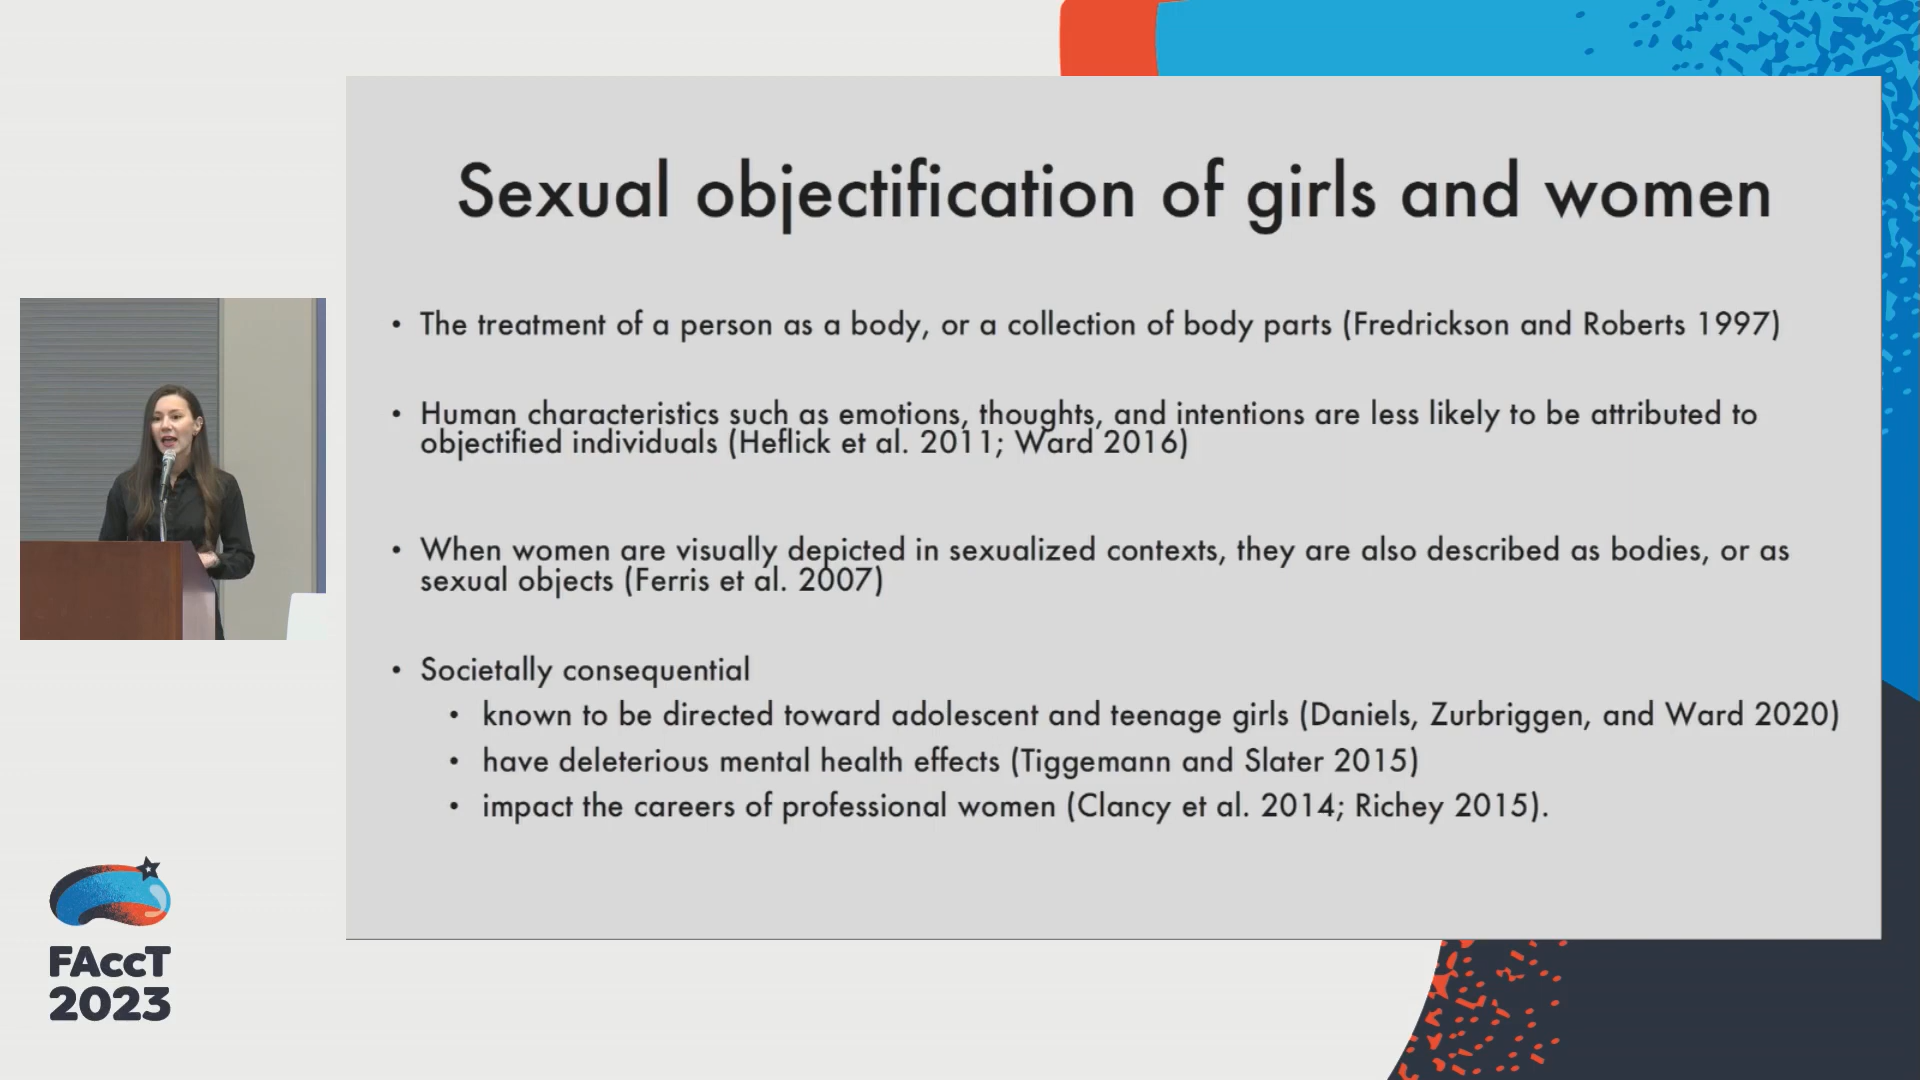 Sexual objectification of girls and women
• The treatment of a person as a body, or a collection of body parts (Fredrickson and Roberts 1997)
• Human characteristics such as emotions, thoughts, and intentions are less likely to be attributed to
objectified individuals (Heflick et al. 2011; Ward 2016)
• When women are visually depicted in sexualized contexts, they are also described as bodies, or as
sexual objects (Ferris et al. 2007)
• Societally consequential
• known to be directed toward adolescent and teenage girls (Daniels, Zurbriggen, and Ward 2020)
• have deleterious mental health effects (Tiggemann and Slater 2015)
• impact the careers of professional women (Clancy et al. 2014; Richey 2015).
FAccT
2023